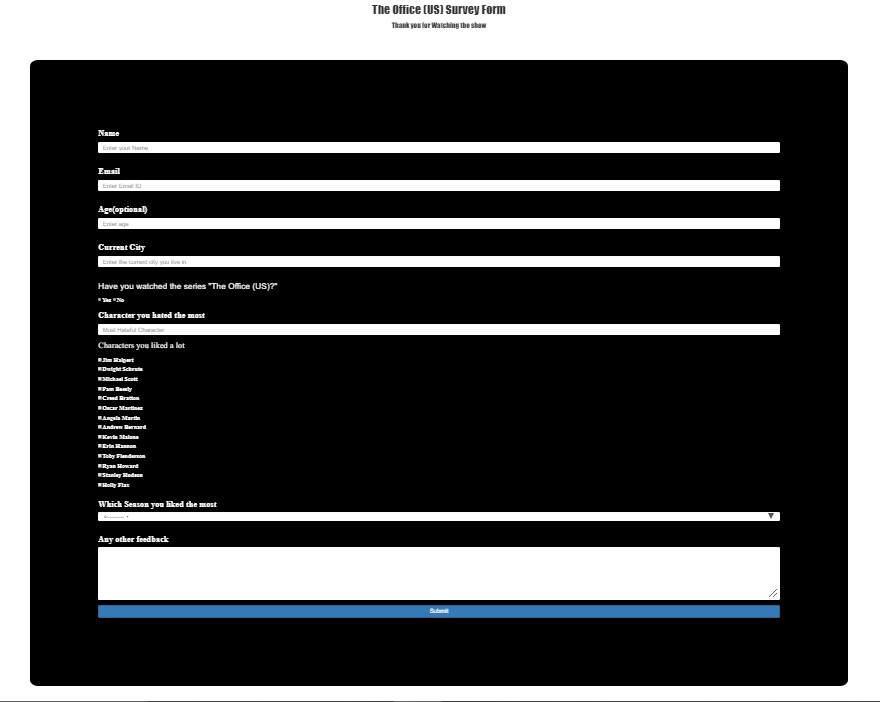 The Office (US) Survey Form
Thank you for Watching the show
Name
Enter your Name
Email
Enter Email ID
Age(optional)
Enter age
Current City
Enter the current city you live in
Have you watched the series "The Office (US)?"
Yes No
Character you hated the most
Most Hateful Character
Characters you liked a lot
Jim Halpert
Dwight Schrute
Michael Scott
Pam Beesly
Creed Bratton
Oscar Martinez
Angela Martin
Andrew Bernard
Kevin Malone
Erin Hannon
Toby Flenderson
Ryan Howard
Stanley Hudson
Holly Flax
Which Season you liked the most
Any other feedback
Submit